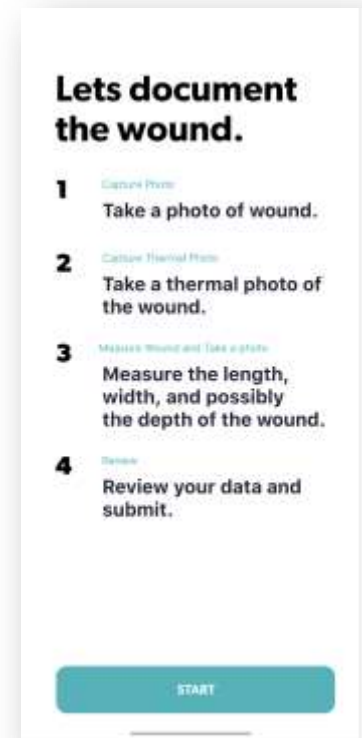 Lets document
the wound.
1
Capture Photo
Take a photo of wound.
2
Capture Thermal Photo
Take a thermal photo of
the wound.
3
Measure Wound and Take a photo
Measure the length,
width, and possibly
the depth of the wound.
4
Review
Review your data and
submit.
START